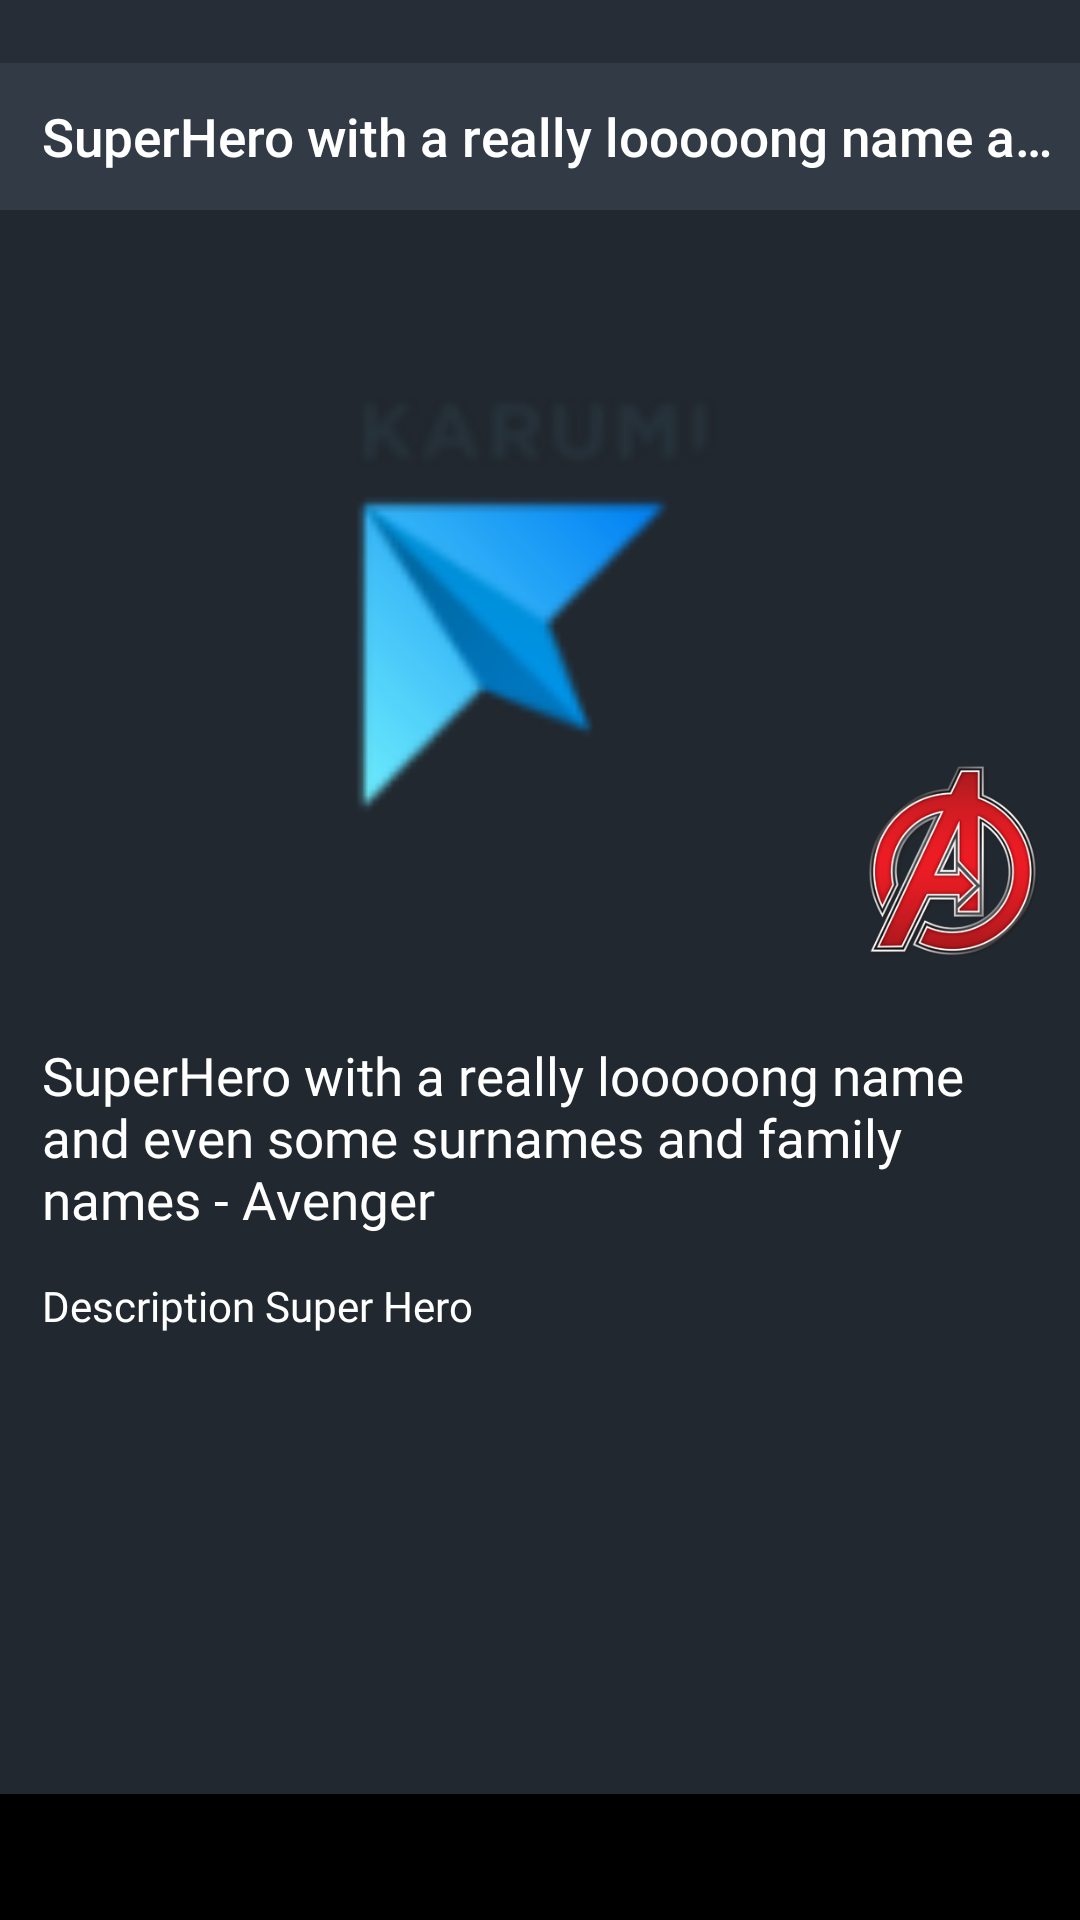 SuperHero with a really looooong name a...
KARUMI
SuperHero with a really looooong name
and even some surnames and family
names - Avenger
Description Super Hero